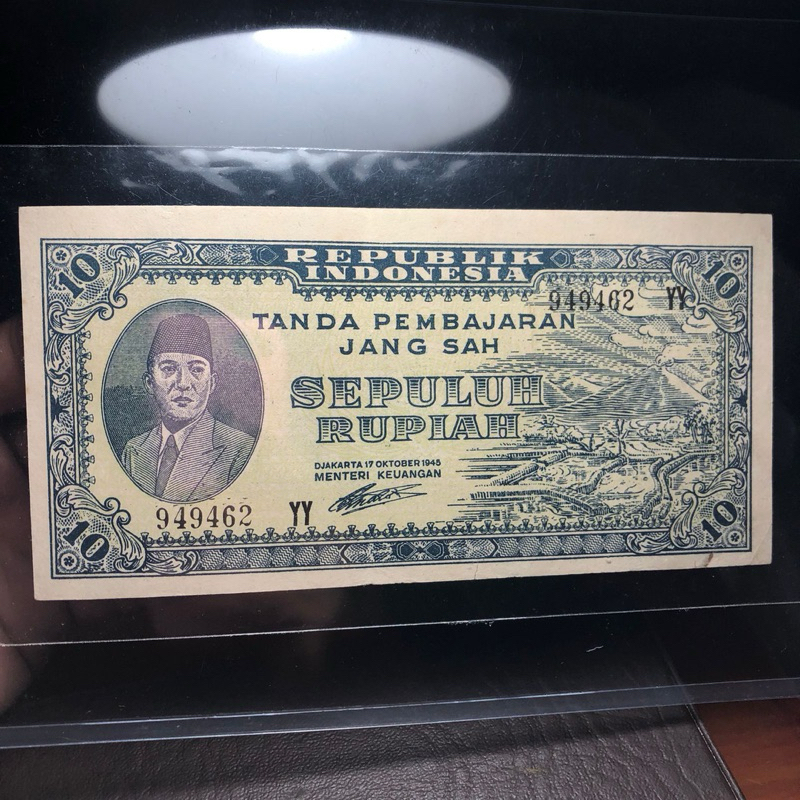 REPUBLIK
INDONESIA
10
10
949462 YY
TANDA PEMBAJARAN
JANG SAH
SEPULUH
RUPIAH
DJAKARTA 17 OKTOBER 1945
MENTERI KEUANGAN
949462 YY
10
10